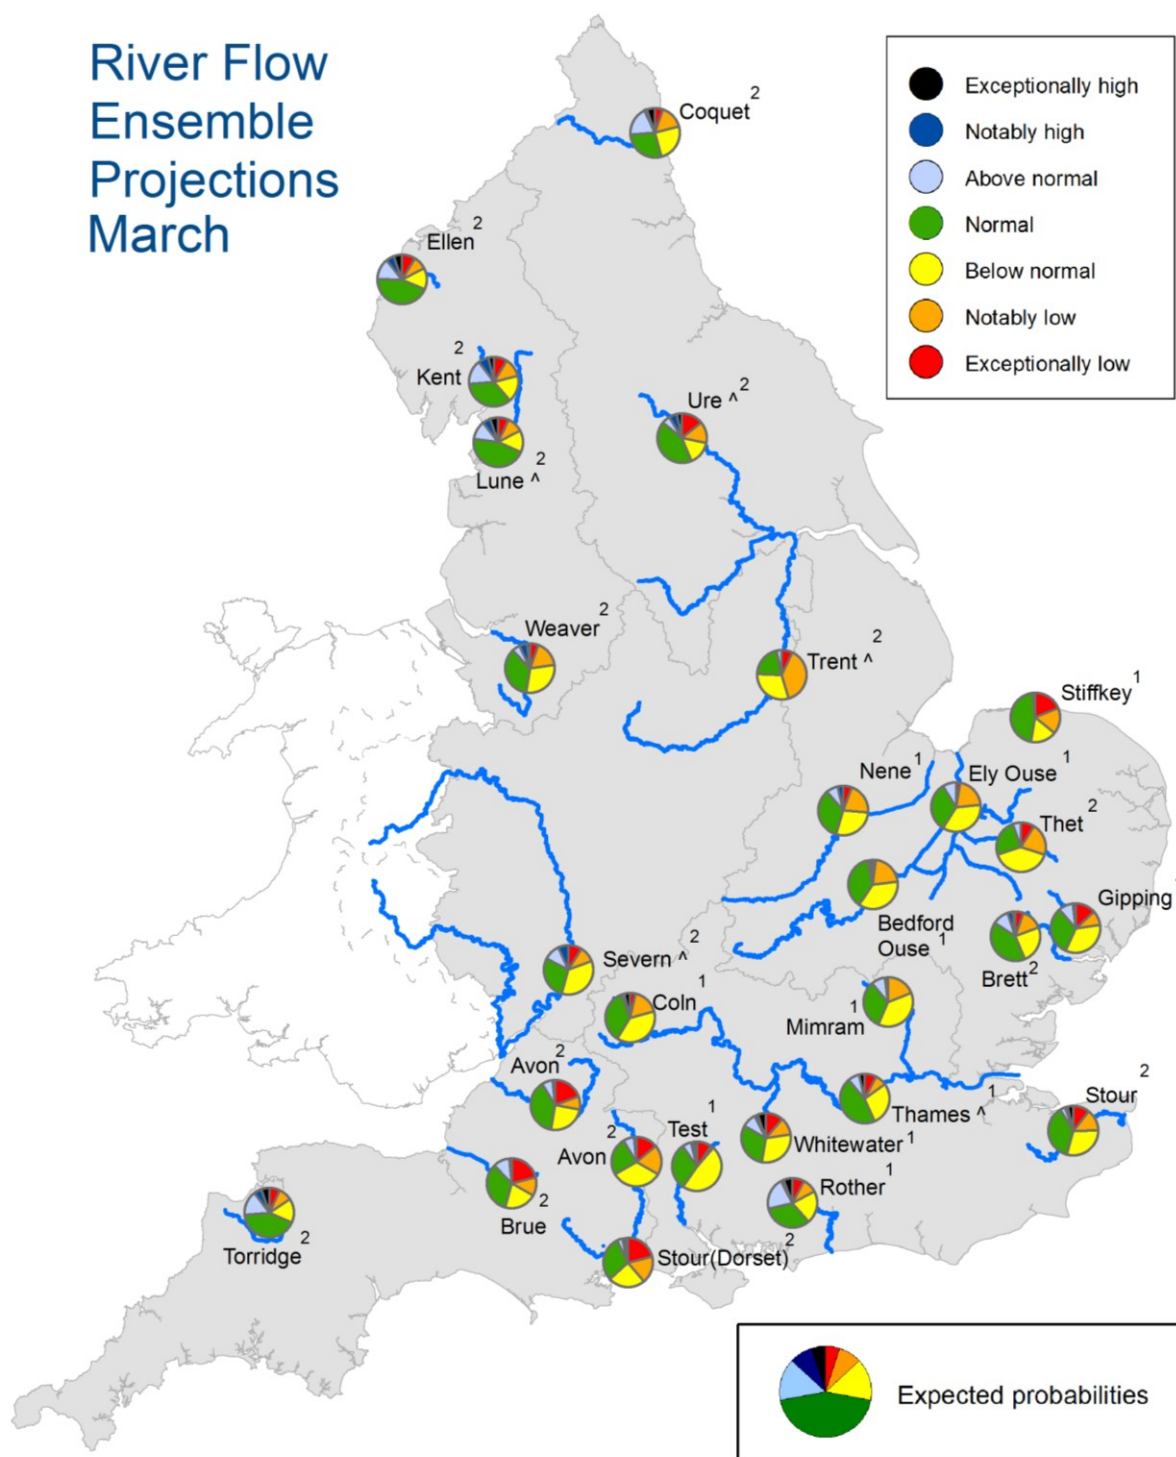 River Flow
Ensemble
Projections
March
Exceptionally high
Notably high
Above normal
Normal
Below normal
Notably low
Exceptionally low
Coquet 2
Ellen 2
2
Kent
Ure ^ 2
2
Lune ^
Weaver 2
Trent ^ 2
Stiffkey 1
Nene 1
Ely Ouse 1
Thet 2
Gipping
Bedford
Ouse 1
Brett 2
Severn ^ 2
Coln 1
1
Mimram
Avon 2
Thames ^ 1
Stour 2
Test 1
2
Avon
Whitewater 1
Rother 1
2
Brue
2
Torridge
Stour(Dorset) 2
Expected probabilities